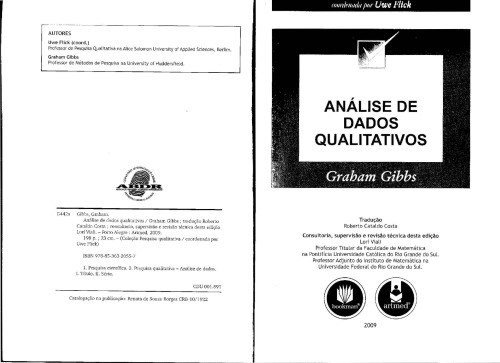 AUTORES
Uwe Flick (coord.)
Professor de Pesquisa Qualitativa na Alice Salomon University of Applied Sciences, Berlim.
Graham Gibbs
Professor de Métodos de Pesquisa na University of Huddersfield.
ABDR
G442a Gibbs, Graham.
Análise de dados qualitativos / Graham Gibbs ; tradução Roberto
Cataldo Costa ; consultoria, supervisão e revisão técnica desta edição
Lorí Viali. – Porto Alegre : Artmed, 2009.
198 p. ; 23 cm. – (Coleção Pesquisa qualitativa / coordenada por
Uwe Flick)
ISBN 978-85-363-2055-7
1. Pesquisa científica. 2. Pesquisa qualitativa – Análise de dados.
I. Título. II. Série.
CDU 001.891
Catalogação na publicação: Renata de Souza Borges CRB-10/1922
coordenada por Uwe Flick
ANÁLISE DE
DADOS
QUALITATIVOS
Graham Gibbs
Tradução
Roberto Cataldo Costa
Consultoria, supervisão e revisão técnica desta edição
Lorí Viali
Professor Titular da Faculdade de Matemática
na Pontifícia Universidade Católica do Rio Grande do Sul.
Professor Adjunto do Instituto de Matemática na
Universidade Federal do Rio Grande do Sul.
bookman
artmed
2009